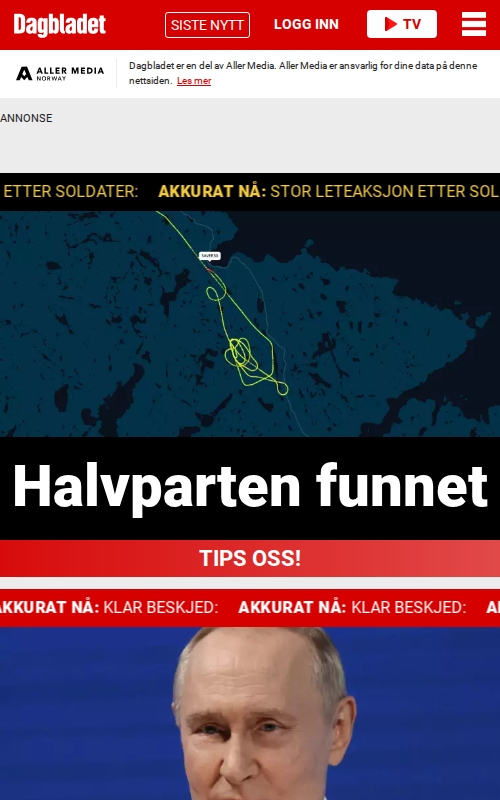 Dagbladet
SISTE NYTT
LOGG INN
TV
ALLER MEDIA
NORWAY
Dagbladet er en del av Aller Media. Aller Media er ansvarlig for dine data på denne
nettsiden. Les mer
ANNONSE
ETTER SOLDATER: AKKURAT NÅ: STOR LETEAKSJON ETTER SOL
Halvparten funnet
TIPS OSS!
AKKURAT NÅ: KLAR BESKJED: AKKURAT NÅ: KLAR BESKJED: A